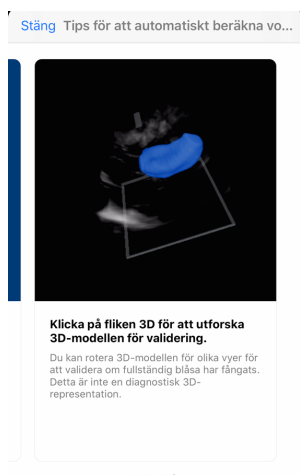 Stäng Tips för att automatiskt beräkna vo...
Klicka på fliken 3D för att utforska
3D-modellen för validering.
Du kan rotera 3D-modellen för olika vyer för
att validera om fullständig blåsa har fångats.
Detta är inte en diagnostisk 3D-
representation.